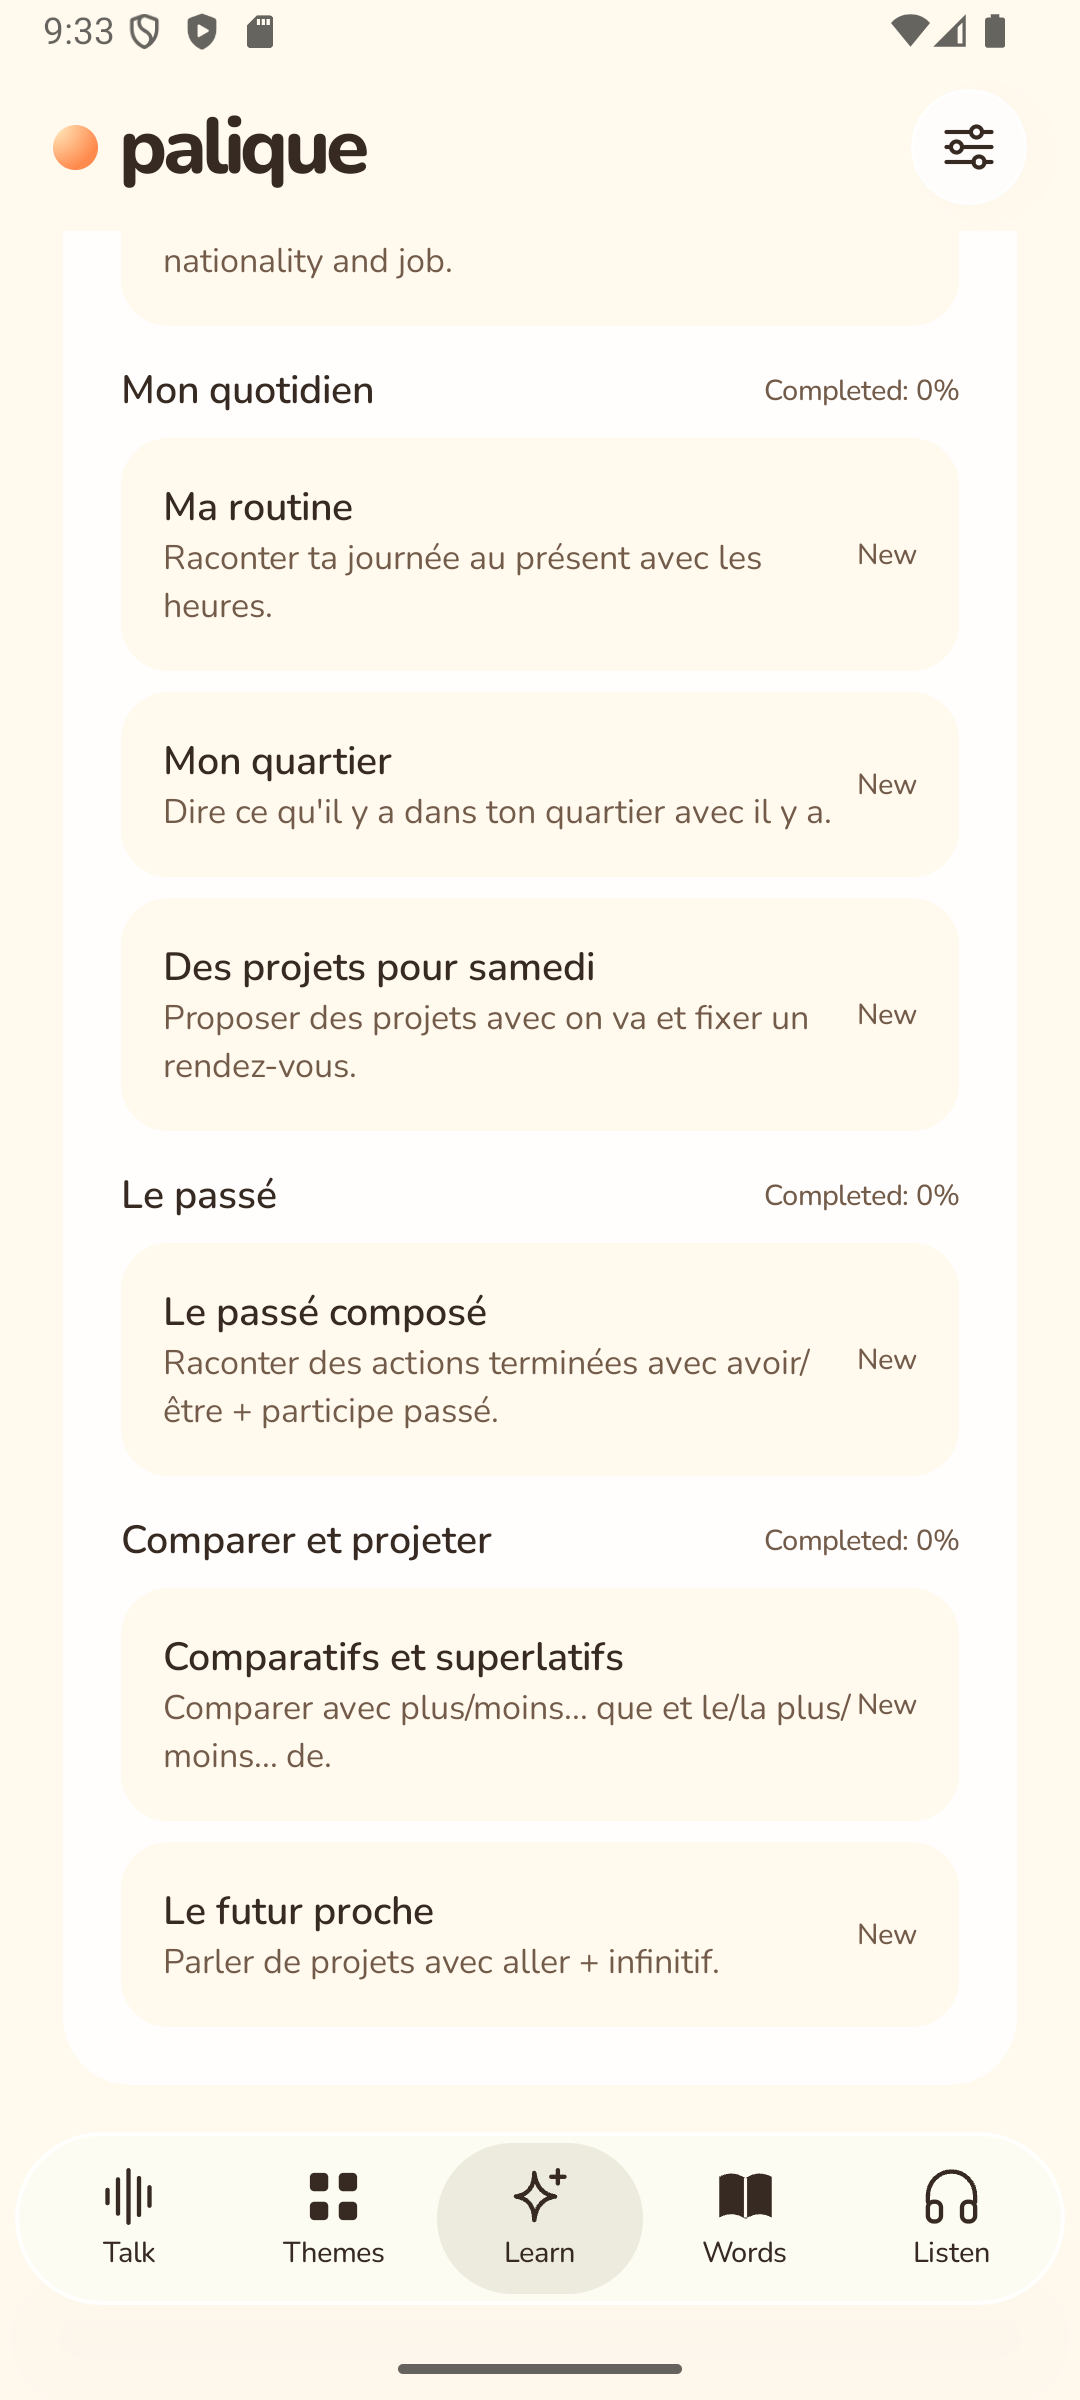 9:33
palique
nationality and job.
Mon quotidien
Completed: 0%
Ma routine
Raconter ta journée au présent avec les
heures.
New
Mon quartier
Dire ce qu'il y a dans ton quartier avec il y a.
New
Des projets pour samedi
Proposer des projets avec on va et fixer un
rendez-vous.
New
Le passé
Completed: 0%
Le passé composé
Raconter des actions terminées avec avoir/
être + participe passé.
New
Comparer et projeter
Completed: 0%
Comparatifs et superlatifs
Comparer avec plus/moins... que et le/la plus/
moins... de.
New
Le futur proche
Parler de projets avec aller + infinitif.
New
Talk
Themes
Learn
Words
Listen